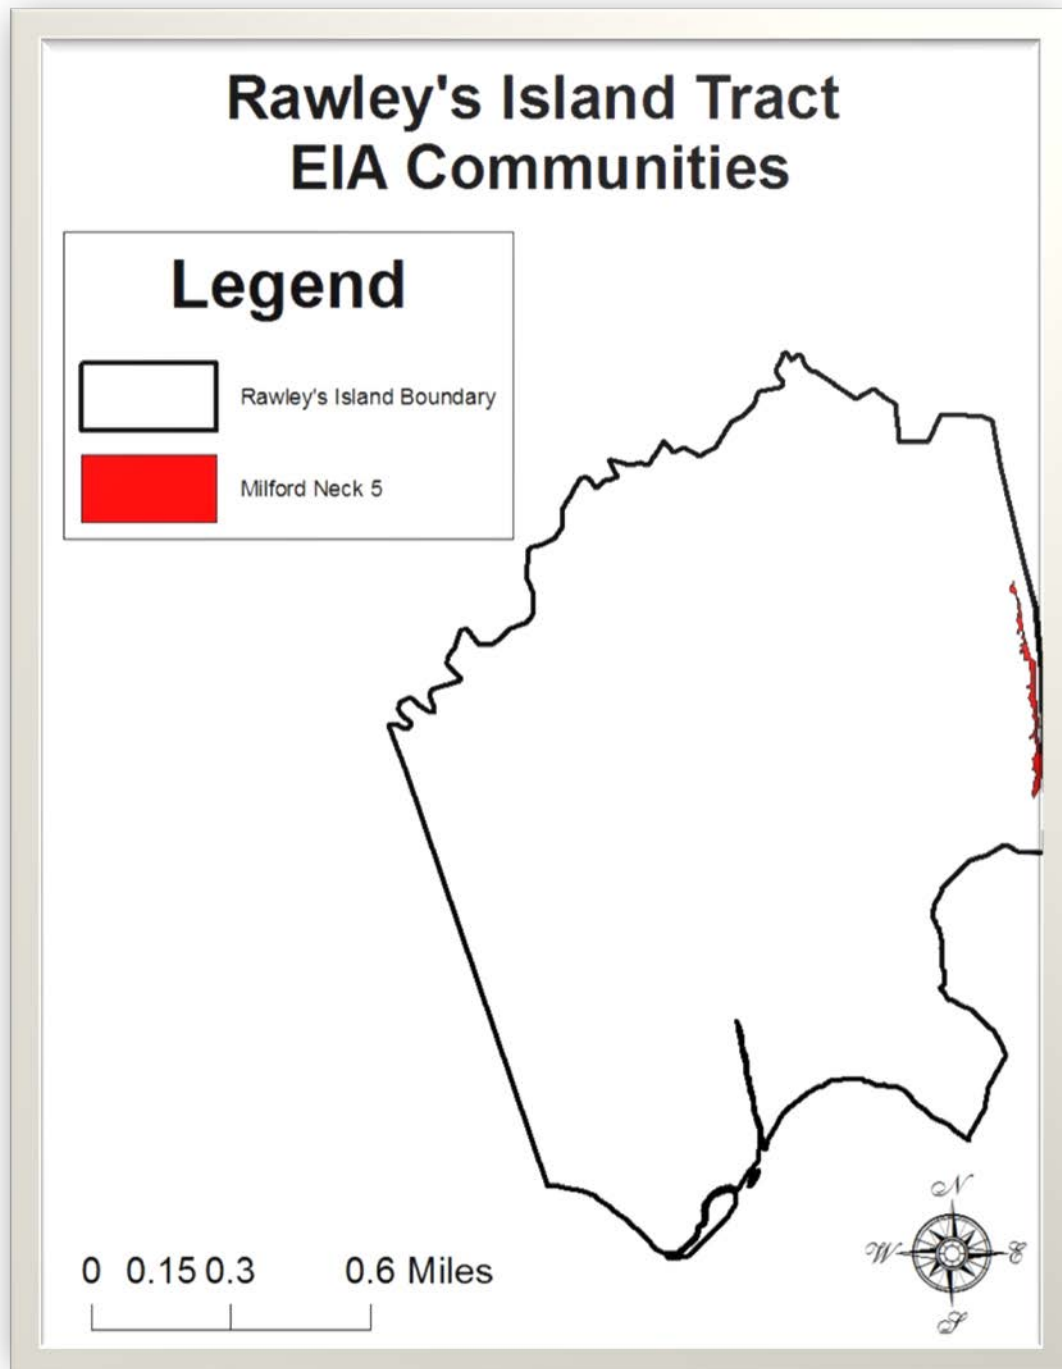 Rawley's Island Tract
EIA Communities
Legend
Rawley's Island Boundary
Milford Neck 5
N
W
E
S
0 0.15 0.3 0.6 Miles